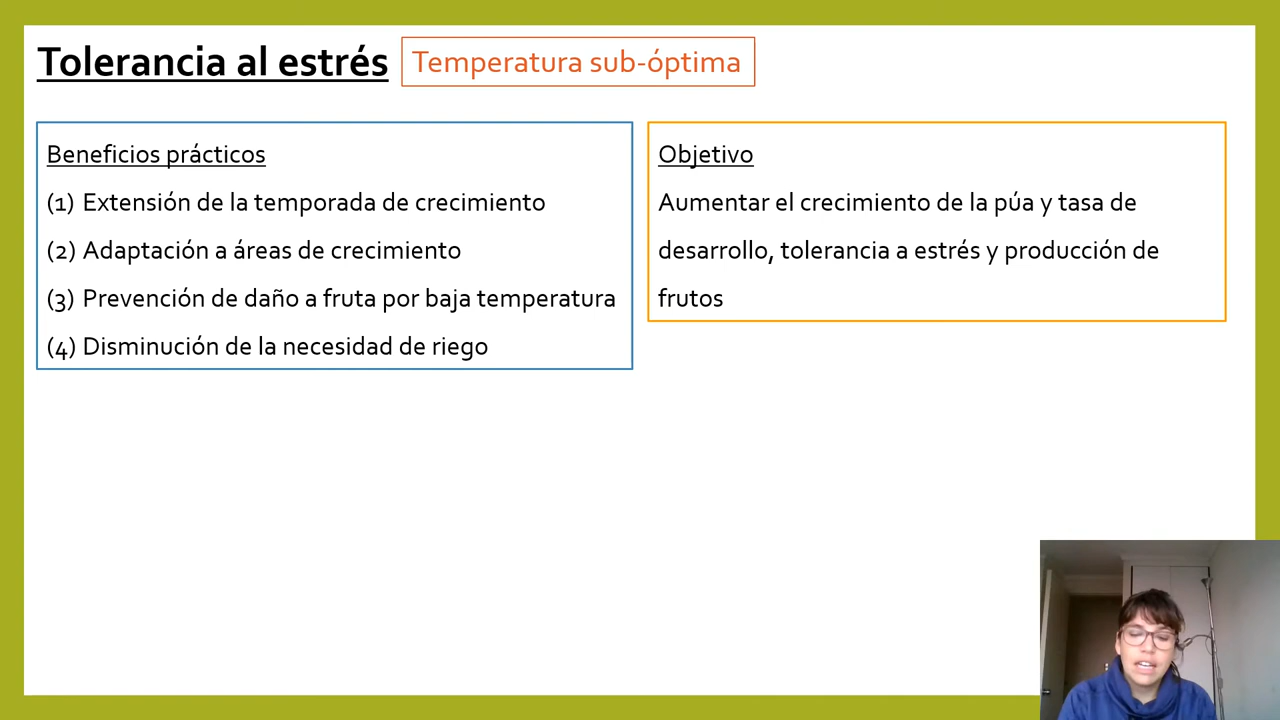 Tolerancia al estrés
Temperatura sub-óptima
Beneficios prácticos
(1) Extensión de la temporada de crecimiento
(2) Adaptación a áreas de crecimiento
(3) Prevención de daño a fruta por baja temperatura
(4) Disminución de la necesidad de riego
Objetivo
Aumentar el crecimiento de la púa y tasa de
desarrollo, tolerancia a estrés y producción de
frutos